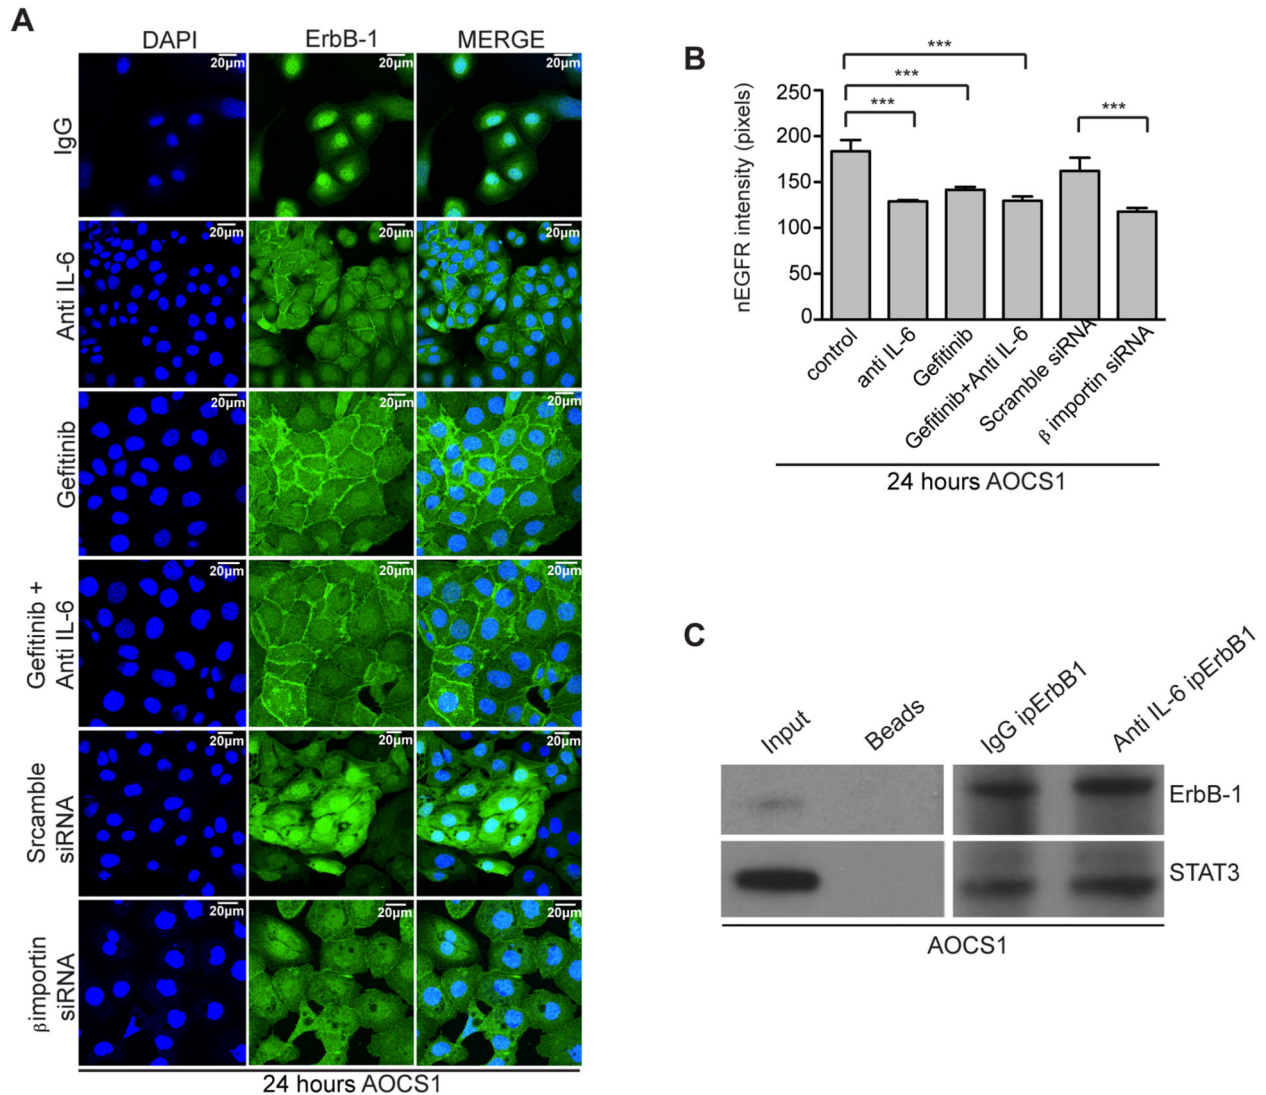 A
DAPI ErbB-1 MERGE
IgG
20µm 20µm 20µm
Anti IL-6
20µm 20µm 20µm
Gefitinib
20µm 20µm 20µm
Gefitinib +
Anti IL-6
20µm 20µm 20µm
Srcamble
siRNA
20µm 20µm 20µm
βimportin
siRNA
20µm 20µm 20µm
24 hours AOCS1
B
nEGFR intensity (pixels)
250
200
150
100
50
0
***
***
***
***
control
anti IL-6
Gefitinib
Gefitinib+Anti IL-6
Scramble siRNA
β importin siRNA
24 hours AOCS1
C
Input
Beads
IgG ipErbB1
Anti IL-6 ipErbB1
ErbB-1
STAT3
AOCS1